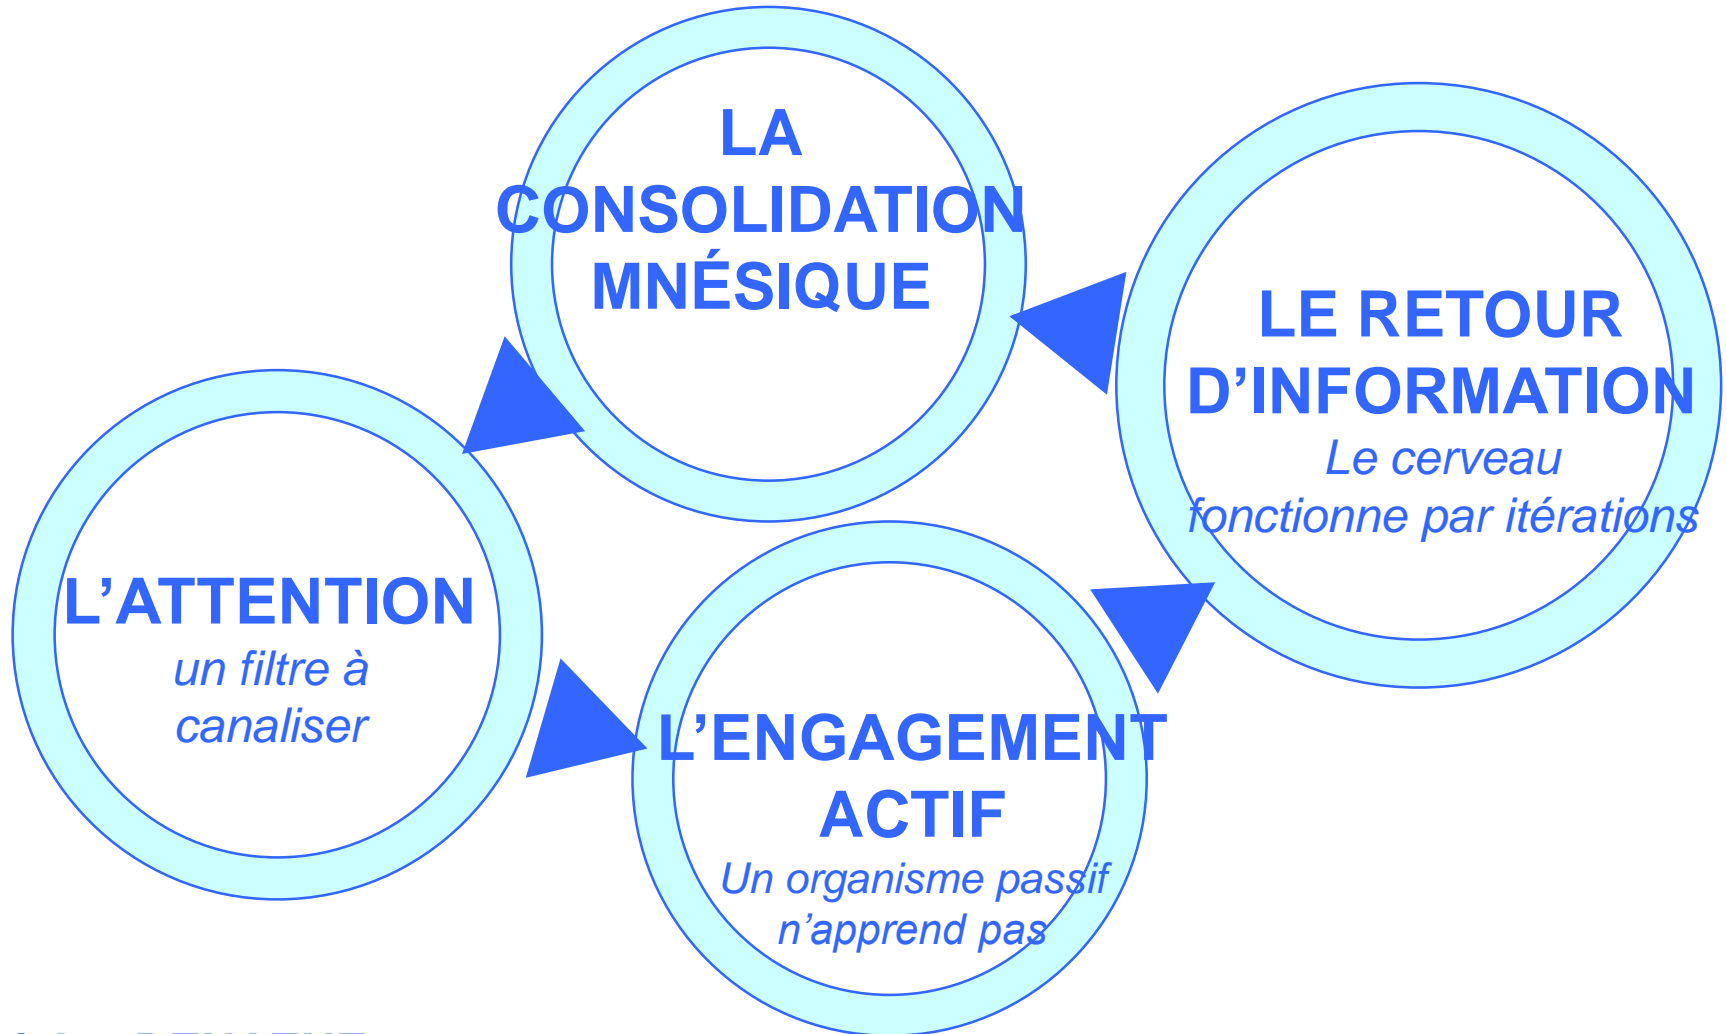 LA
CONSOLIDATION
MNÉSIQUE
LE RETOUR
D’INFORMATION
Le cerveau
fonctionne par itérations
L’ATTENTION
un filtre à
canaliser
L’ENGAGEMENT
ACTIF
Un organisme passif
n’apprend pas